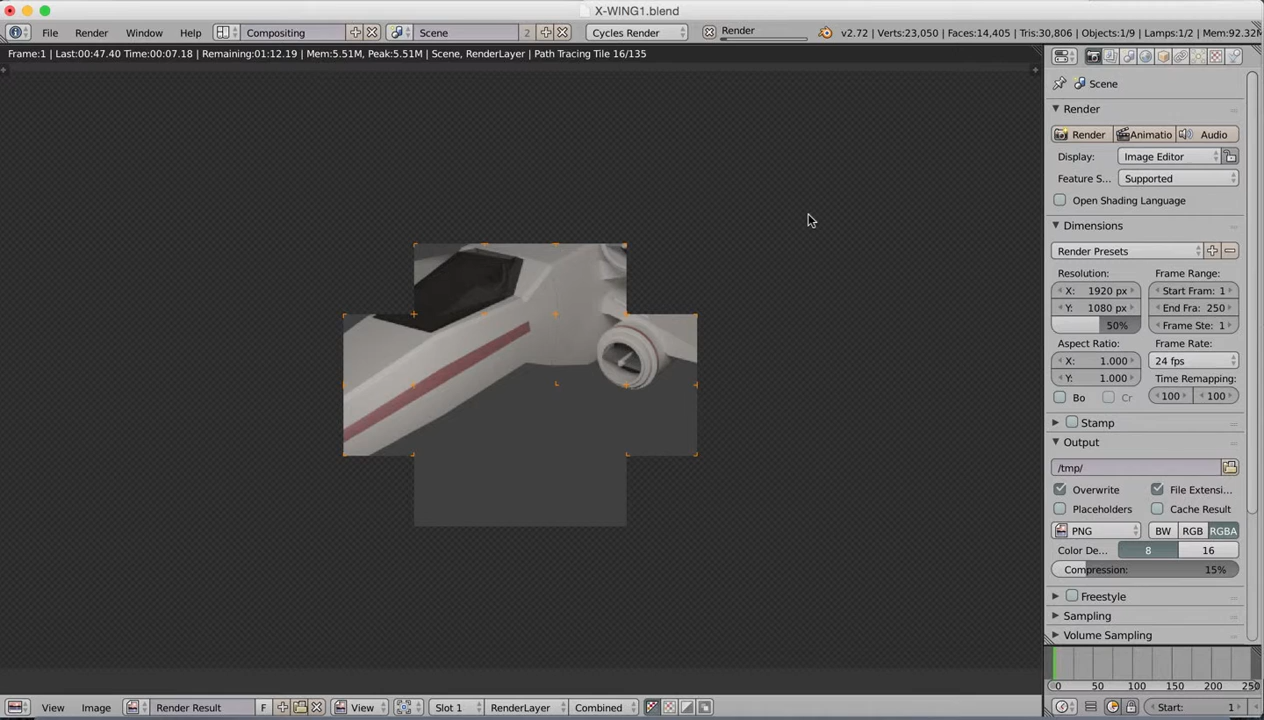 X-WING1.blend
File Render Window Help Compositing Scene 2 Cycles Render Render v2.72 | Verts:23,050 | Faces:14,405 | Tris:30,806 | Objects:1/9 | Lamps:1/2 | Mem:92.32M
Frame:1 | Last:00:47.40 Time:00:07.18 | Remaining:01:12.19 | Mem:5.51M, Peak:5.51M | Scene, RenderLayer | Path Tracing Tile 16/135
Scene
Render
Render Animatio Audio
Display: Image Editor
Feature S... Supported
Open Shading Language
Dimensions
Render Presets
Resolution: Frame Range:
X: 1920 px Start Fram: 1
Y: 1080 px End Fra: 250
50% Frame Ste: 1
Aspect Ratio: Frame Rate:
X: 1.000 24 fps
Y: 1.000 Time Remapping:
Bo Cr 100 100
Stamp
Output
/tmp/
Overwrite File Extensi...
Placeholders Cache Result
PNG BW RGB RGBA
Color De... 8 16
Compression: 15%
Freestyle
Sampling
Volume Sampling
0 50 100 150 200 250
View Image Render Result F View Slot 1 RenderLayer Combined Start: 1